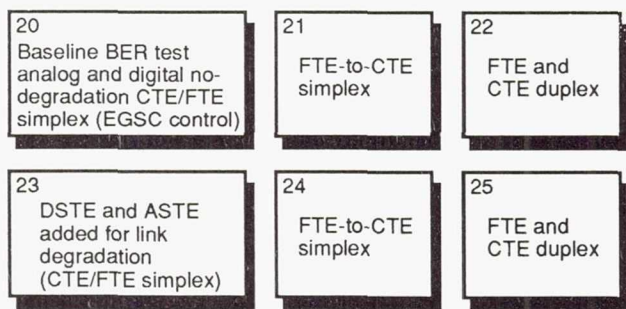 20
Baseline BER test
analog and digital no-
degradation CTE/FTE
simplex (EGSC control)
21
FTE-to-CTE
simplex
22
FTE and
CTE duplex
23
DSTE and ASTE
added for link
degradation
(CTE/FTE simplex)
24
FTE-to-CTE
simplex
25
FTE and
CTE duplex